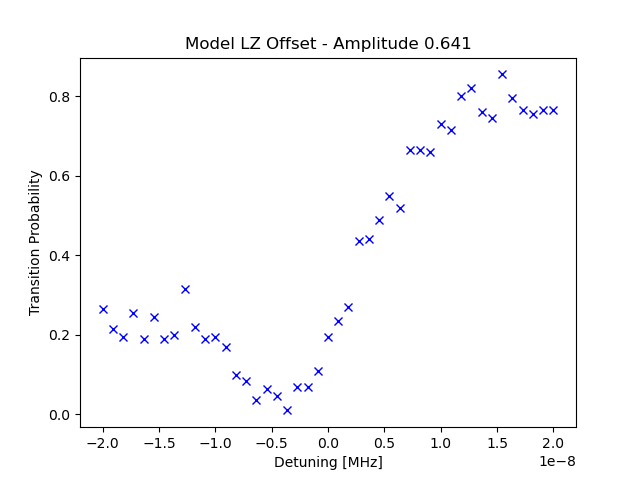 Model LZ Offset - Amplitude 0.641
Transition Probability
0.8
0.6
0.4
0.2
0.0
−2.0 −1.5 −1.0 −0.5 0.0 0.5 1.0 1.5 2.0
Detuning [MHz]
1e−8